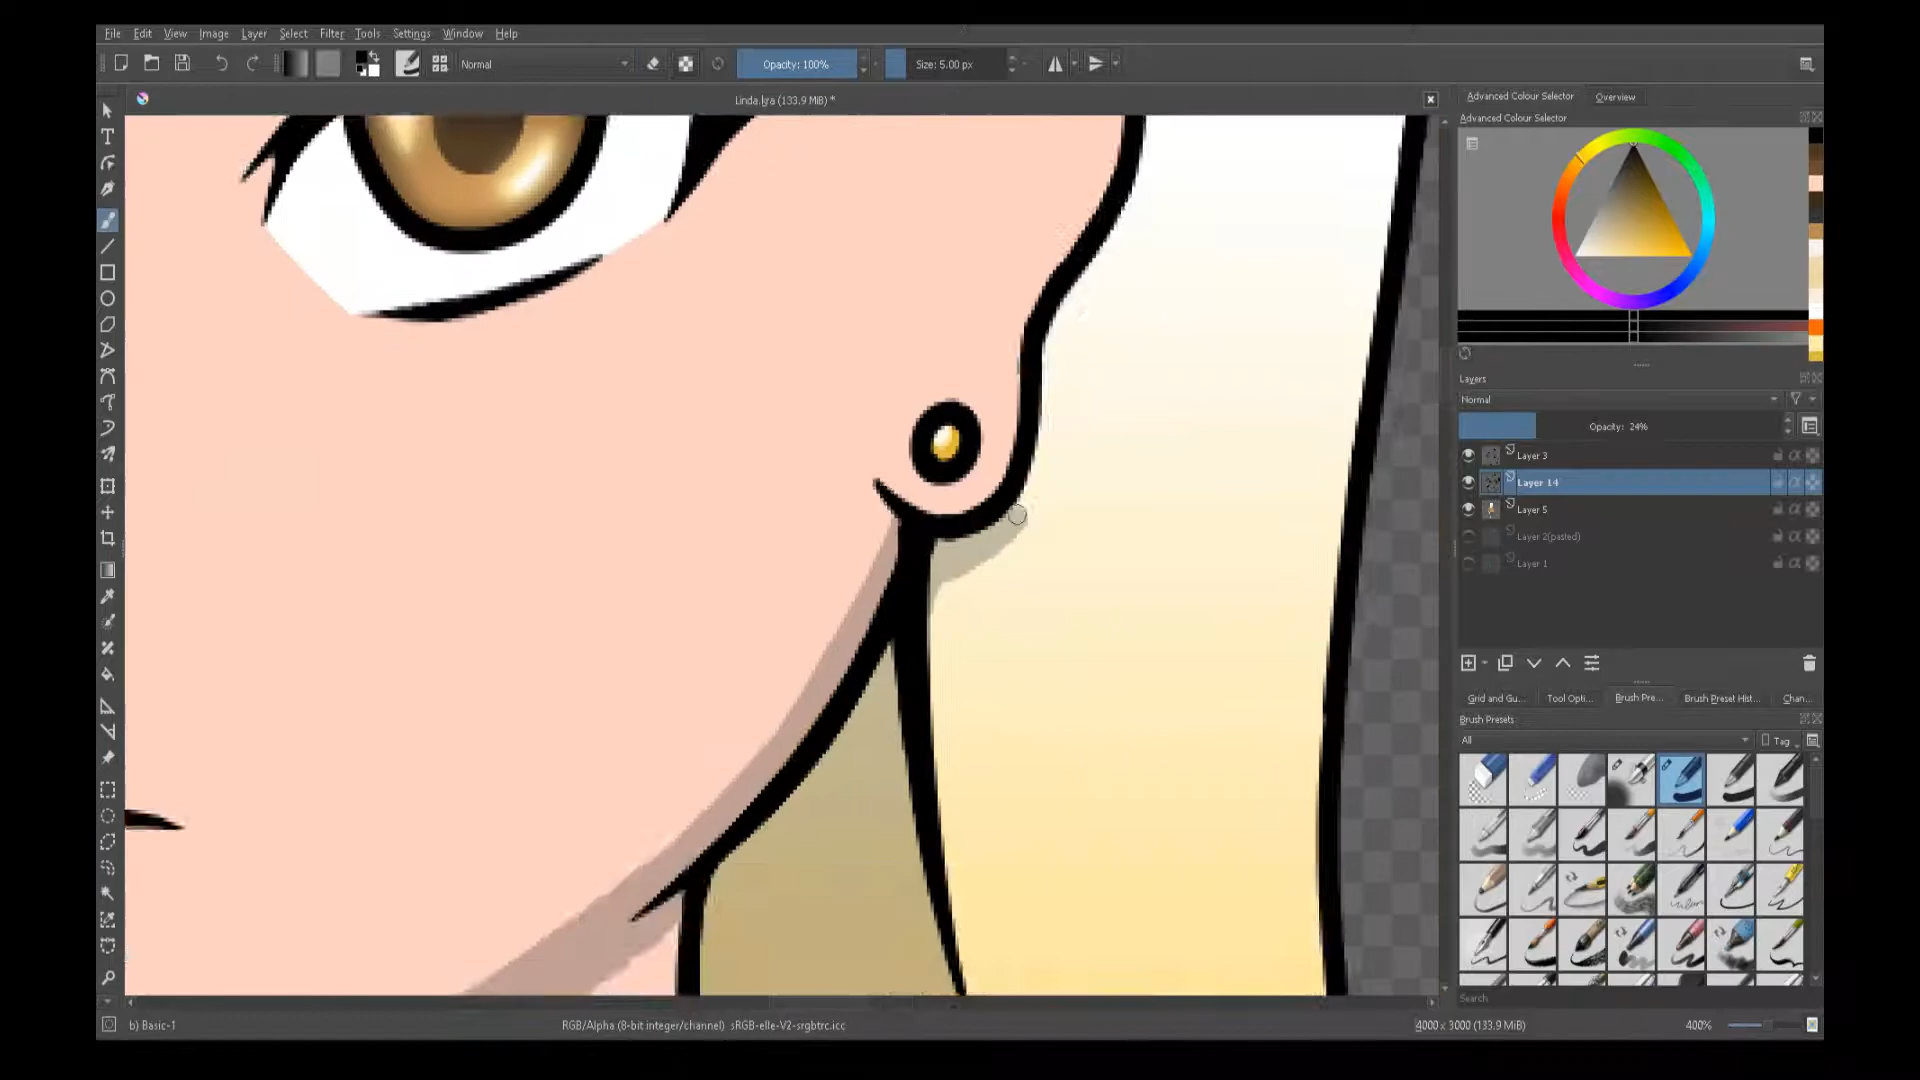 File Edit View Image Layer Select Filter Tools Settings Window Help
Normal Opacity: 100% Size: 5.00 px
Linda.kra (133.9 MiB) *
Advanced Colour Selector Overview
Advanced Colour Selector
Layers
Normal
Opacity: 24%
Layer 3
Layer 14
Layer 5
Layer 2(pasted)
Layer 1
Grid and Gu... Tool Opti... Brush Pre... Brush Preset Hist... Chan...
Brush Presets
All Tag
Search
b) Basic-1 RGB/Alpha (8-bit integer/channel) sRGB-elle-V2-srgbtrc.icc 4000 x 3000 (133.9 MiB) 400%